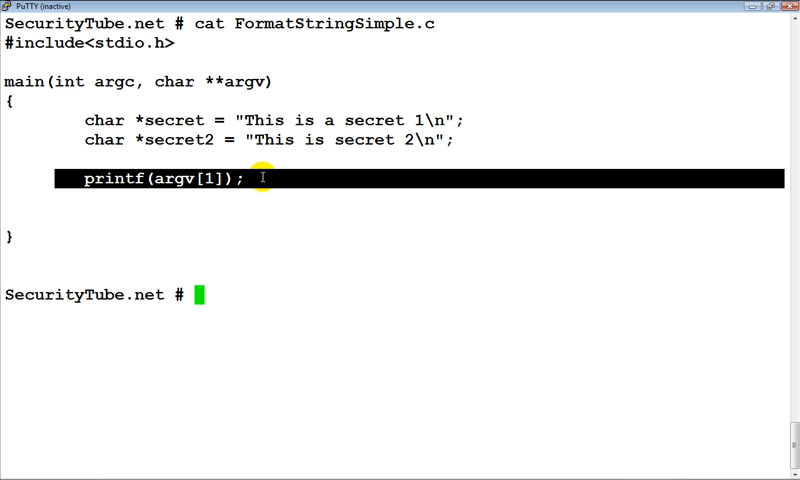 PuTTY (inactive)
SecurityTube.net # cat FormatStringSimple.c
#include<stdio.h>
main(int argc, char **argv)
{
char *secret = "This is a secret 1\n";
char *secret2 = "This is secret 2\n";
printf(argv[1]);
}
SecurityTube.net #